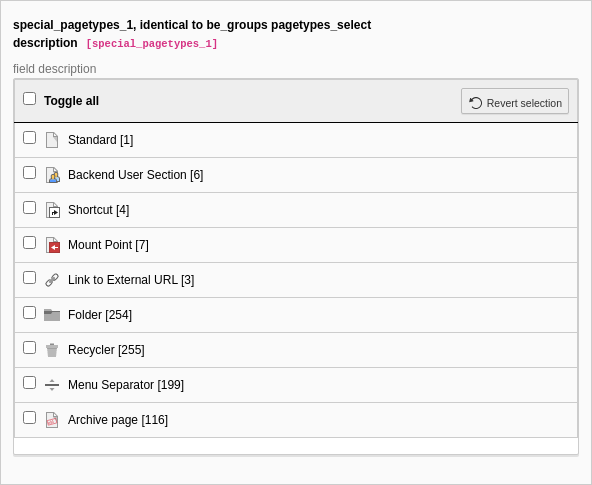 special_pagetypes_1, identical to be_groups pagetypes_select
description [special_pagetypes_1]
field description
Toggle all Revert selection
Standard [1]
Backend User Section [6]
Shortcut [4]
Mount Point [7]
Link to External URL [3]
Folder [254]
Recycler [255]
Menu Separator [199]
Archive page [116]